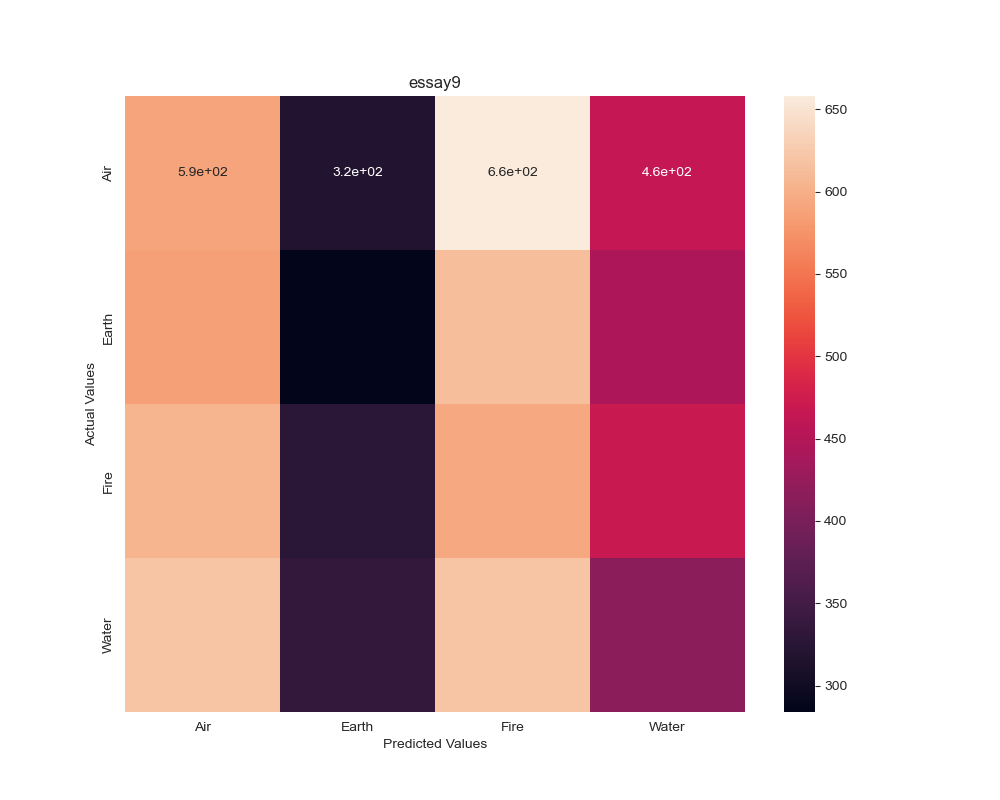 essay9
Air
5.9e+02
3.2e+02
6.6e+02
4.6e+02
Earth
Fire
Water
Actual Values
Air
Earth
Fire
Water
Predicted Values
650
600
550
500
450
400
350
300